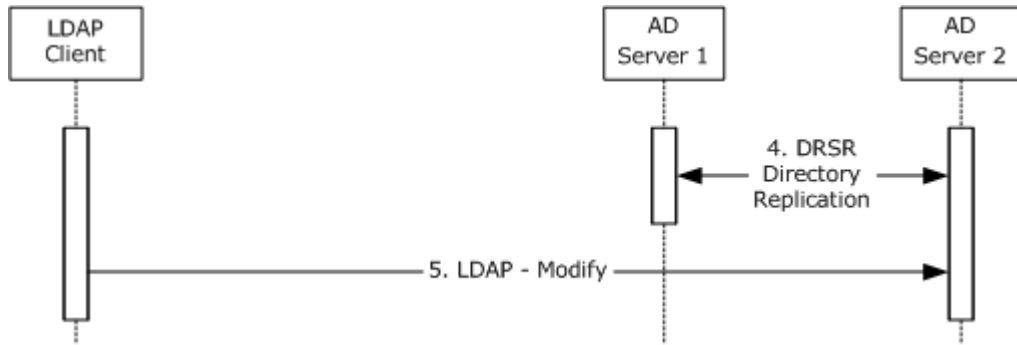 LDAP
Client
AD
Server 1
AD
Server 2
4. DRSR
Directory
Replication
5. LDAP - Modify